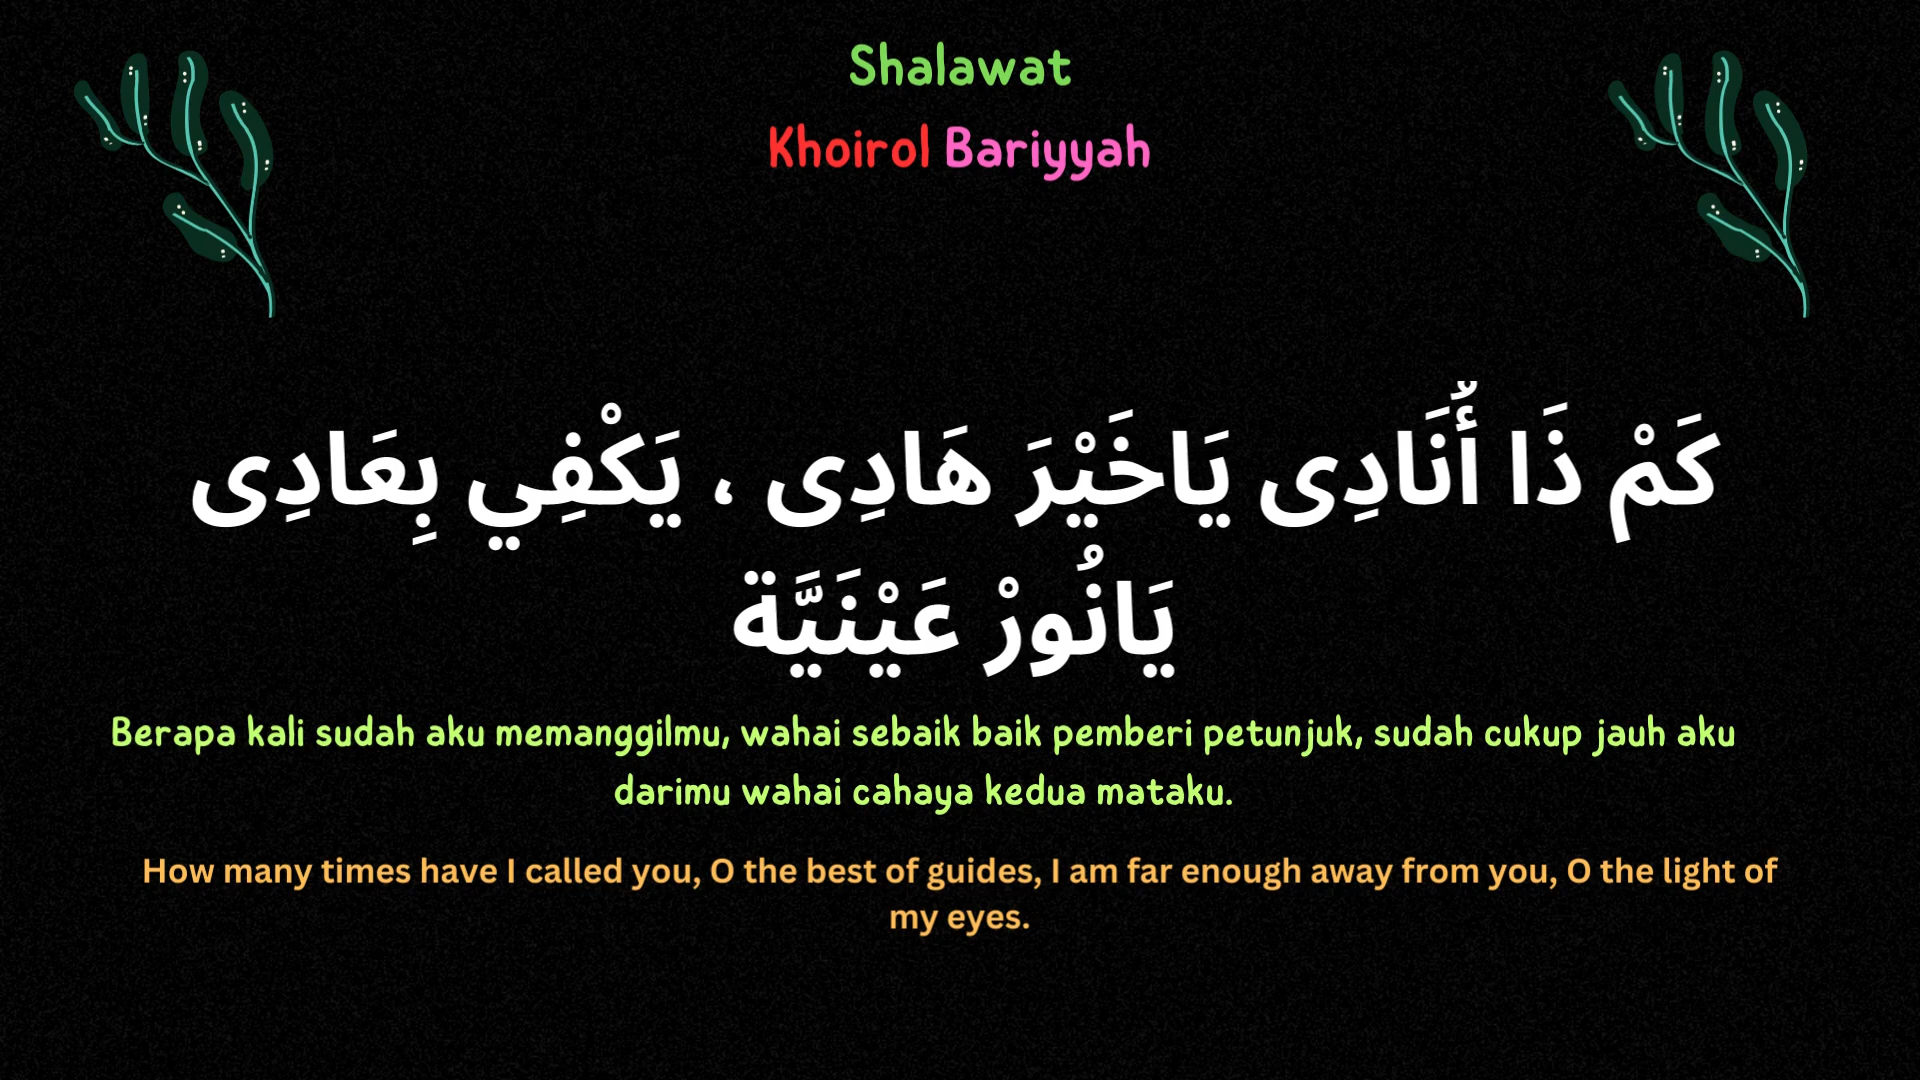 Shalawat
Khoirol Bariyyah
كَمْ ذَا أُنَادِى يَاخَيْرَ هَادِى ، يَكْفِي بِعَادِى
يَانُورْ عَيْنَيَّة
Berapa kali sudah aku memanggilmu, wahai sebaik baik pemberi petunjuk, sudah cukup jauh aku
darimu wahai cahaya kedua mataku.
How many times have I called you, O the best of guides, I am far enough away from you, O the light of
my eyes.